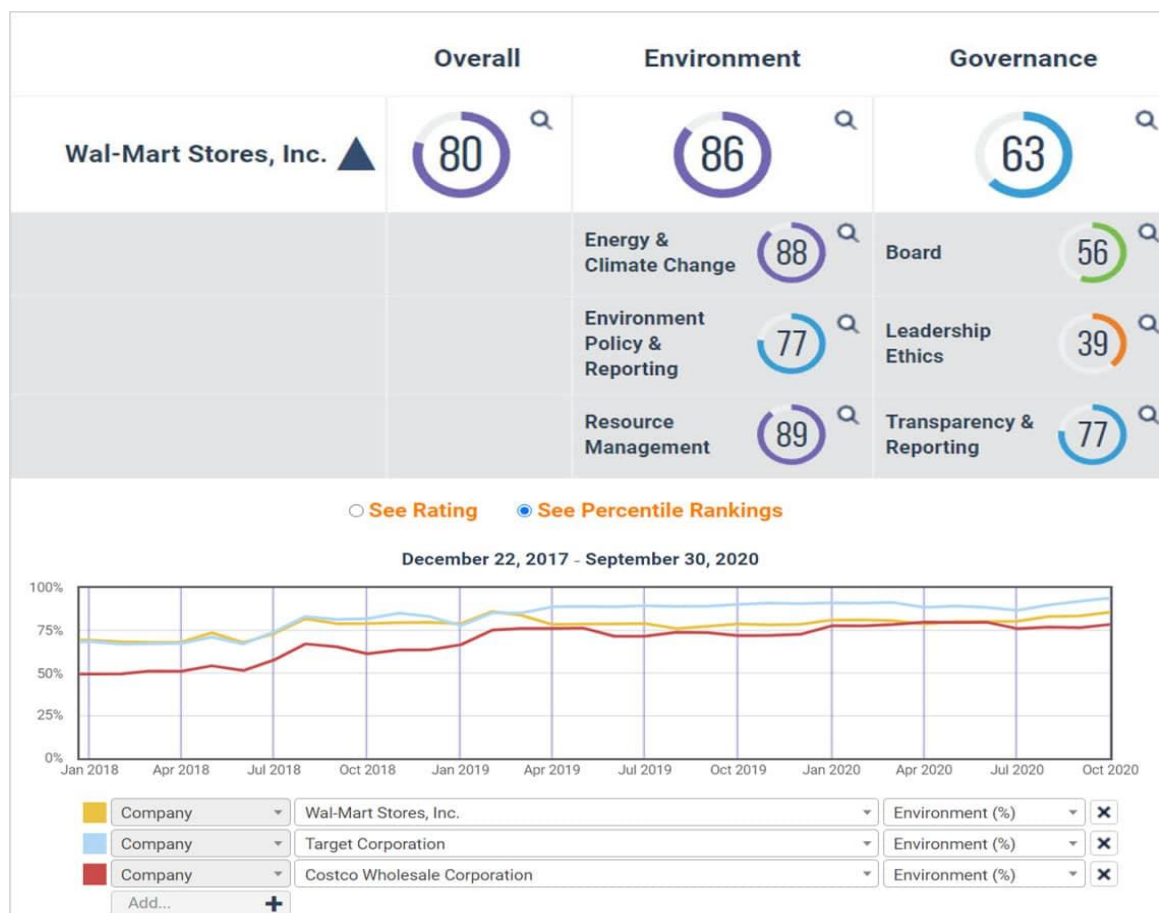 Overall Environment Governance
Wal-Mart Stores, Inc. 80 86 63
Energy &
Climate Change 88 Board 56
Environment
Policy &
Reporting 77 Leadership
Ethics 39
Resource
Management 89 Transparency &
Reporting 77
See Rating See Percentile Rankings
December 22, 2017 - September 30, 2020
100%
75%
50%
25%
0%
Jan 2018 Apr 2018 Jul 2018 Oct 2018 Jan 2019 Apr 2019 Jul 2019 Oct 2019 Jan 2020 Apr 2020 Jul 2020 Oct 2020
Company Wal-Mart Stores, Inc. Environment (%)
Company Target Corporation Environment (%)
Company Costco Wholesale Corporation Environment (%)
Add...